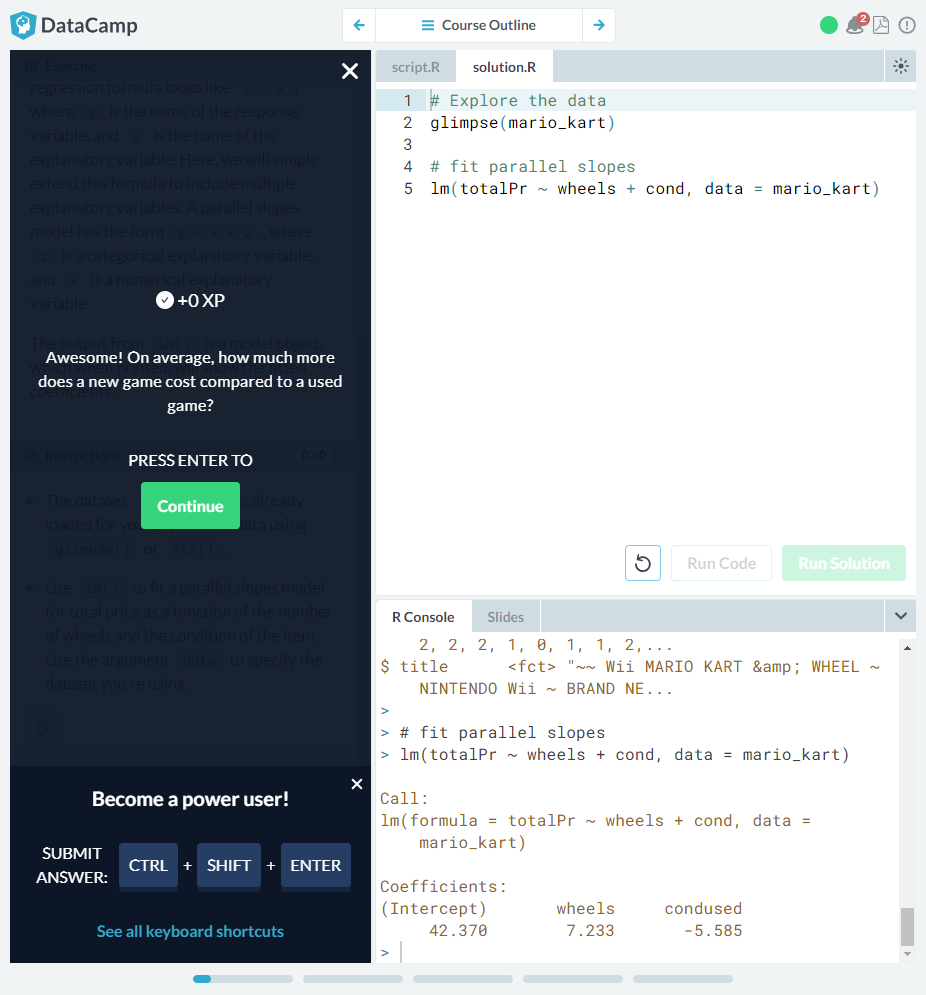 DataCamp
Course Outline
2
Exercise
regression formula looks like y ~ x ,
where y is the name of the response
variable, and x is the name of the
explanatory variable. Here, we will simply
extend this formula to include multiple
explanatory variables. A parallel slopes
model has the form y ~ x + z , where
z is a categorical explanatory variable,
and x is a numerical explanatory
variable.
The output from lm() is a model object,
which when printed, will show the fitted
coefficients.
+0 XP
Awesome! On average, how much more
does a new game cost compared to a used
game?
Instructions
0 XP
PRESS ENTER TO
Continue
The dataset is already
loaded for you data using
glimpse() or str().
Use lm() to fit a parallel slopes model
for total price as a function of the number
of wheels and the condition of the item.
Use the argument data to specify the
dataset you're using.
Become a power user!
SUBMIT
ANSWER:
CTRL + SHIFT + ENTER
See all keyboard shortcuts
script.R
solution.R
1 # Explore the data
2 glimpse(mario_kart)
3
4 # fit parallel slopes
5 lm(totalPr ~ wheels + cond, data = mario_kart)
Run Code
Run Solution
R Console
Slides
2, 2, 2, 1, 0, 1, 1, 2,...
$ title <fct> "~~ Wii MARIO KART &amp; WHEEL ~
NINTENDO Wii ~ BRAND NE...
>
> # fit parallel slopes
> lm(totalPr ~ wheels + cond, data = mario_kart)
Call:
lm(formula = totalPr ~ wheels + cond, data =
mario_kart)
Coefficients:
(Intercept) wheels condused
42.370 7.233 -5.585
>